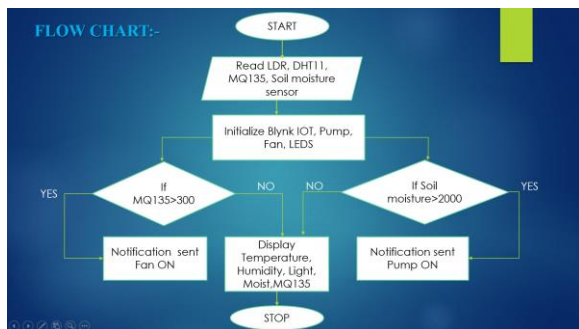 FLOW CHART:-
START
Read LDR, DHT11,
MQ135, Soil moisture
sensor
Initialize Blynk IOT, Pump,
Fan, LEDS
If
MQ135>300
YES
NO
NO
If Soil
moisture>2000
YES
Notification sent
Fan ON
Display
Temperature,
Humidity, Light,
Moist,MQ135
Notification sent
Pump ON
STOP